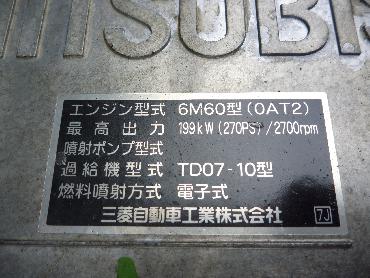 MITSUBISHI
エンジン型式 6M60型(0AT2)
最高出力 199kW(270PS)/2700rpm
噴射ポンプ型式
過給機型式 TD07-10型
燃料噴射方式 電子式
三菱自動車工業株式会社 7J